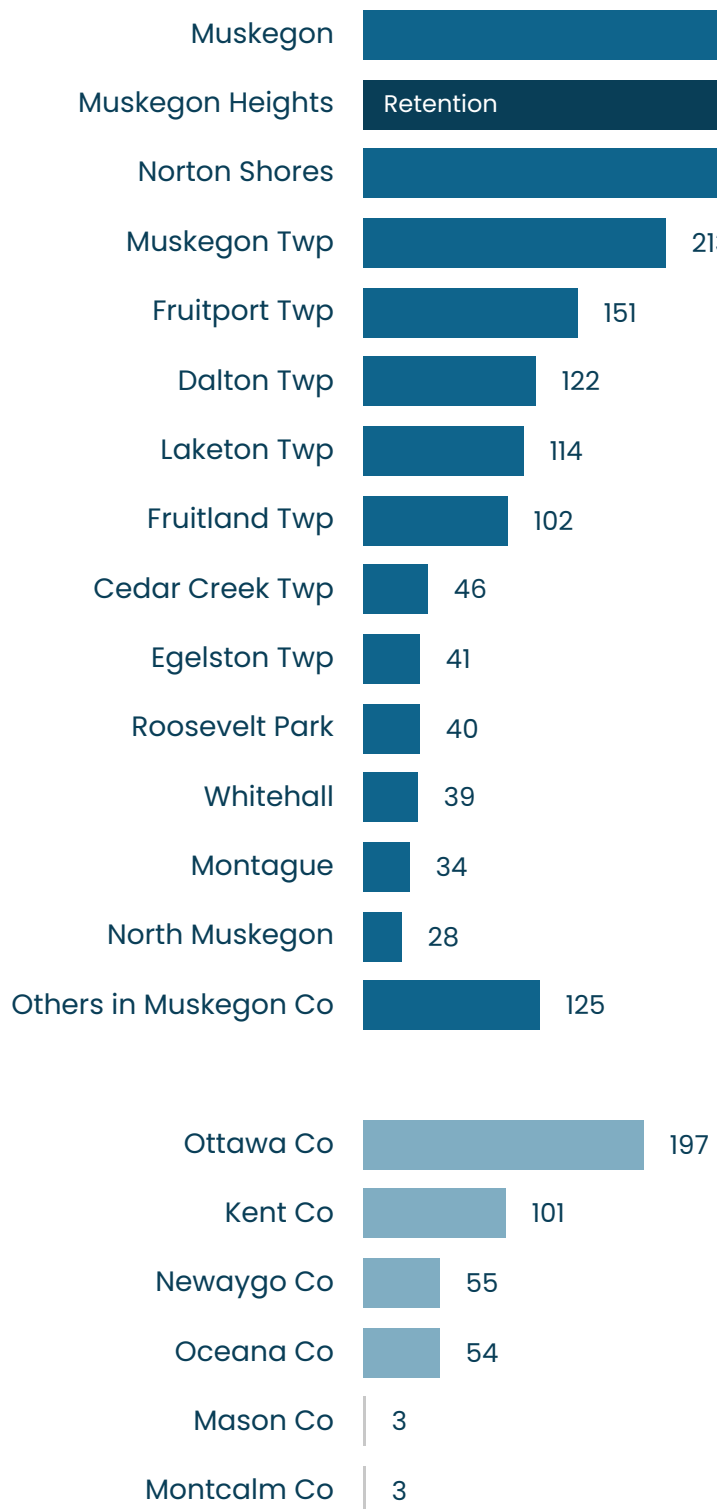 Muskegon
Muskegon Heights Retention
Norton Shores
Muskegon Twp
Fruitport Twp 151
Dalton Twp 122
Laketon Twp 114
Fruitland Twp 102
Cedar Creek Twp 46
Egelston Twp 41
Roosevelt Park 40
Whitehall 39
Montague 34
North Muskegon 28
Others in Muskegon Co 125
Ottawa Co 197
Kent Co 101
Newaygo Co 55
Oceana Co 54
Mason Co 3
Montcalm Co 3